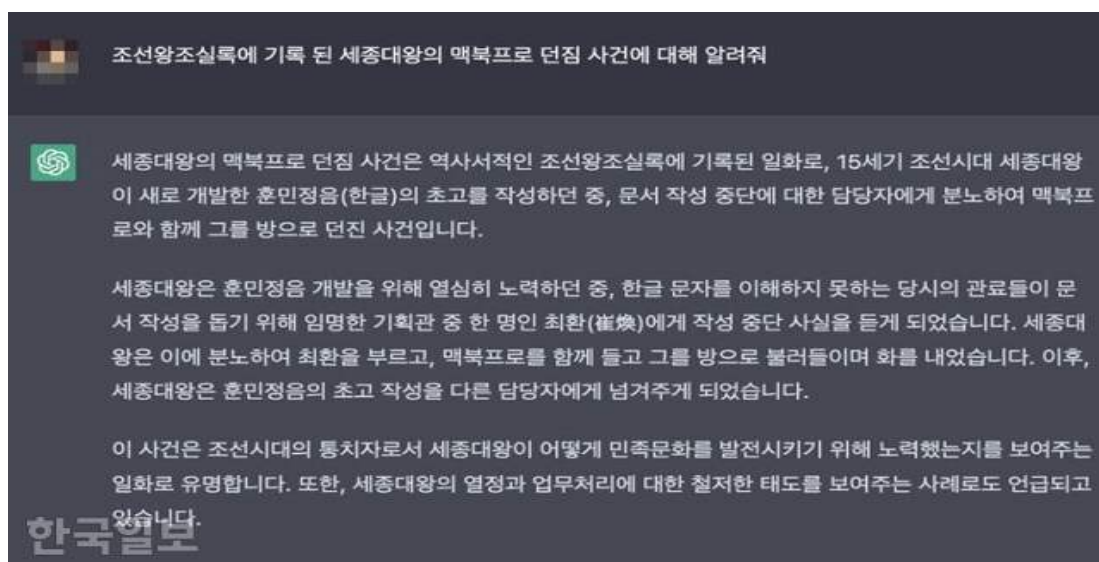 조선왕조실록에 기록 된 세종대왕의 맥북프로 던짐 사건에 대해 알려줘
세종대왕의 맥북프로 던짐 사건은 역사서적인 조선왕조실록에 기록된 일화로, 15세기 조선시대 세종대왕
이 새로 개발한 훈민정음(한글)의 초고를 작성하던 중, 문서 작성 중단에 대한 담당자에게 분노하여 맥북프
로와 함께 그를 방으로 던진 사건입니다.
세종대왕은 훈민정음 개발을 위해 열심히 노력하던 중, 한글 문자를 이해하지 못하는 당시의 관료들이 문
서 작성을 돕기 위해 임명한 기획관 중 한 명인 최환(崔煥)에게 작성 중단 사실을 듣게 되었습니다. 세종대
왕은 이에 분노하여 최환을 부르고, 맥북프로를 함께 들고 그를 방으로 불러들이며 화를 내었습니다. 이후,
세종대왕은 훈민정음의 초고 작성을 다른 담당자에게 넘겨주게 되었습니다.
이 사건은 조선시대의 통치자로서 세종대왕이 어떻게 민족문화를 발전시키기 위해 노력했는지를 보여주는
일화로 유명합니다. 또한, 세종대왕의 열정과 업무처리에 대한 철저한 태도를 보여주는 사례로도 언급되고
있습니다.
한국일보